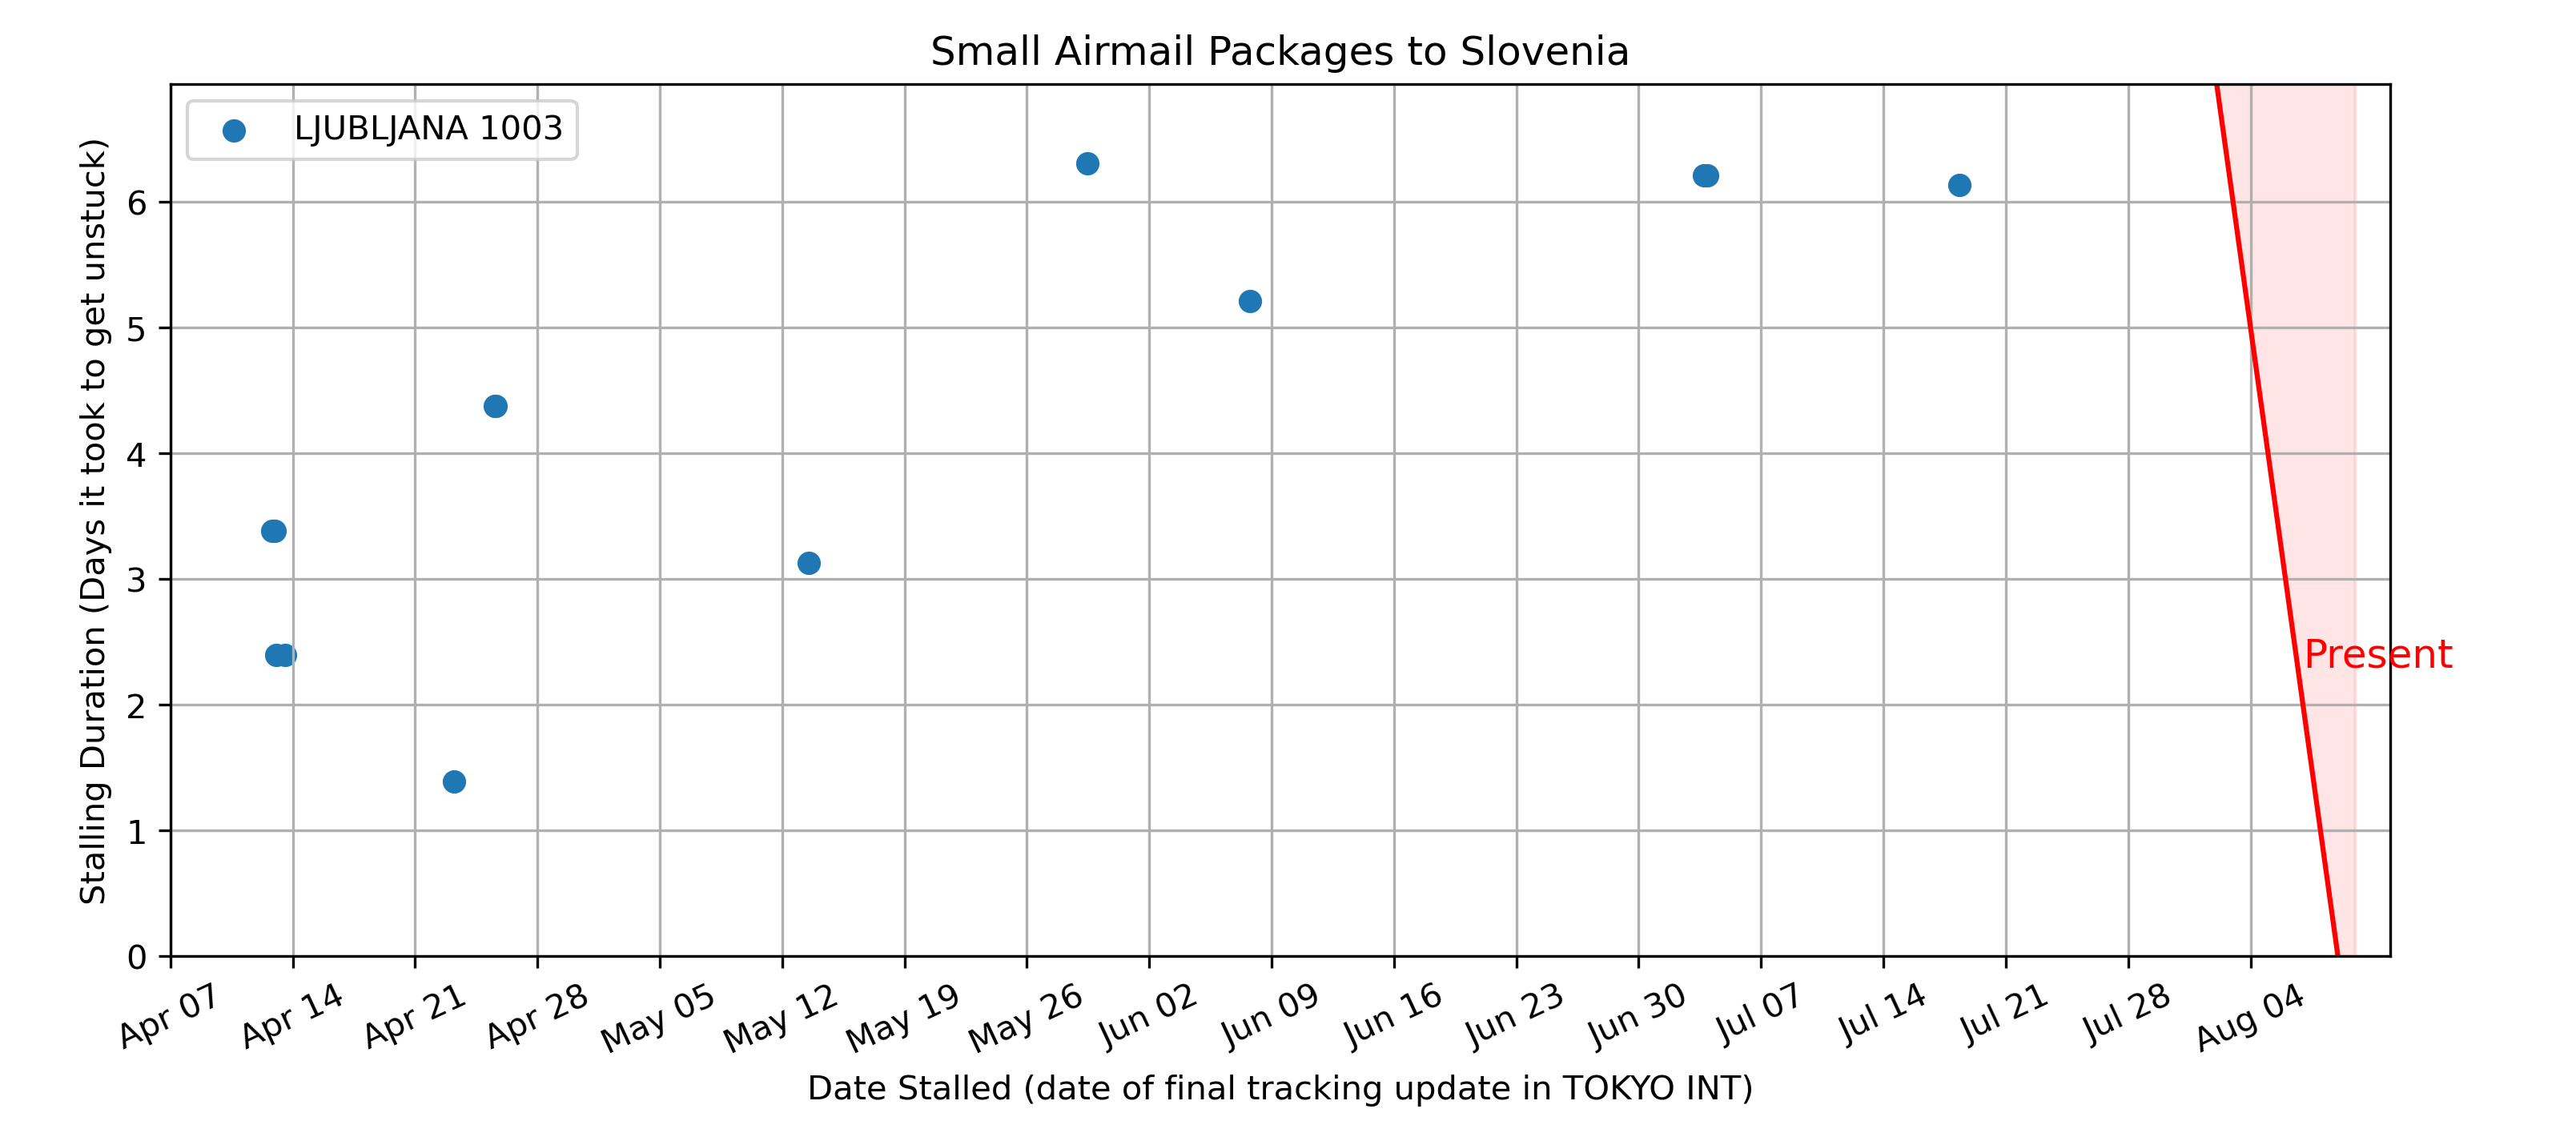 Small Airmail Packages to Slovenia
LJUBLJANA 1003
Stalling Duration (Days it took to get unstuck)
6
5
4
3
2
1
0
Present
Apr 07
Apr 14
Apr 21
Apr 28
May 05
May 12
May 19
May 26
Jun 02
Jun 09
Jun 16
Jun 23
Jun 30
Jul 07
Jul 14
Jul 21
Jul 28
Aug 04
Date Stalled (date of final tracking update in TOKYO INT)